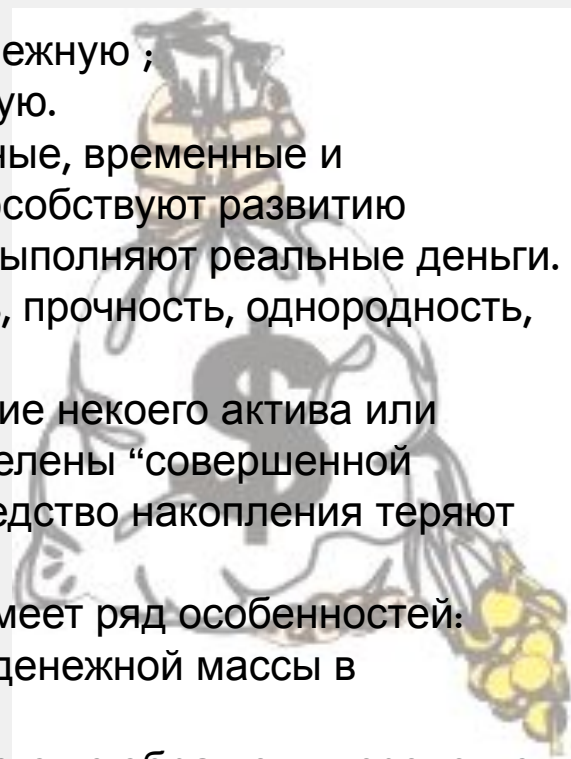 ежную ;
ую.
ные, временные и
особствуют развитию
ыполняют реальные деньги.
, прочность, однородность,
ие некоего актива или
елены “совершенной
едство накопления теряют
меет ряд особенностей:
денежной массы в
$